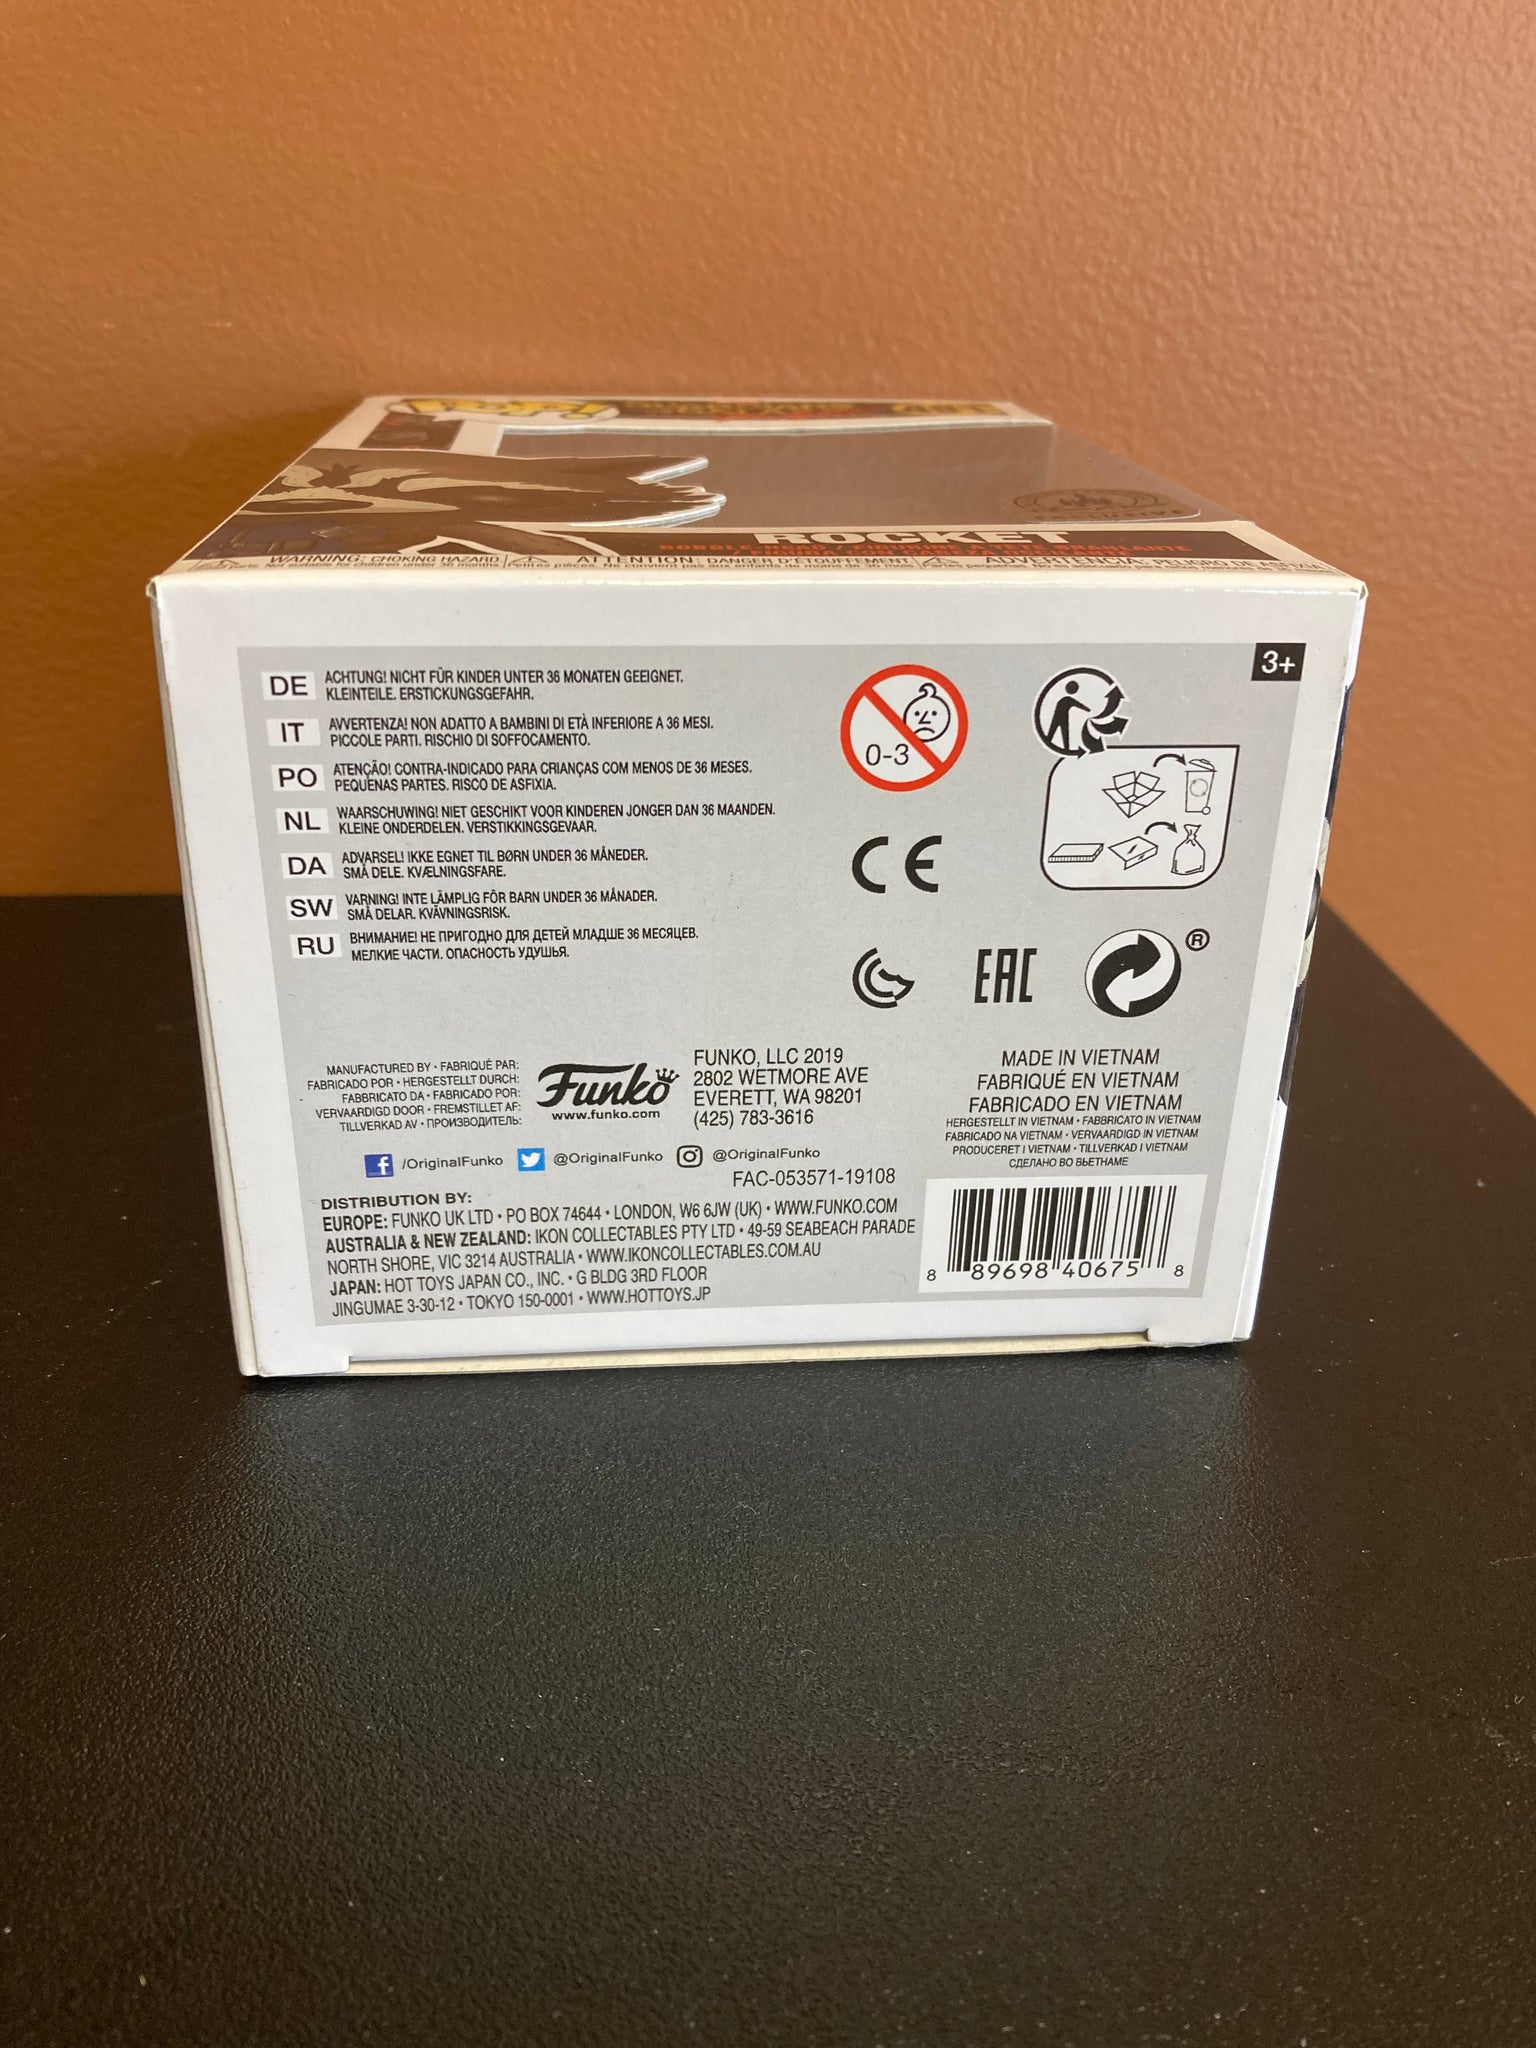 POP!
ROCKET
WARNING: CHOKING HAZARD. ATTENTION: DANGER D'ÉTOUFFEMENT ADVERTENCIA: PELIGRO DE ASFIXIA
3+
DE ACHTUNG! NICHT FÜR KINDER UNTER 36 MONATEN GEEIGNET.
KLEINTEILE. ERSTICKUNGSGEFAHR.
IT AVVERTENZA! NON ADATTO A BAMBINI DI ETÀ INFERIORE A 36 MESI.
PICCOLE PARTI. RISCHIO DI SOFFOCAMENTO.
PO ATENÇÃO! CONTRA-INDICADO PARA CRIANÇAS COM MENOS DE 36 MESES.
PEQUENAS PARTES. RISCO DE ASFIXIA.
NL WAARSCHUWING! NIET GESCHIKT VOOR KINDEREN JONGER DAN 36 MAANDEN.
KLEINE ONDERDELEN. VERSTIKKINGSGEVAAR.
DA ADVARSEL! IKKE EGNET TIL BØRN UNDER 36 MÅNEDER.
SMÅ DELE. KVÆLNINGSFARE.
SW VARNING! INTE LÄMPLIG FÖR BARN UNDER 36 MÅNADER.
SMÅ DELAR. KVÄVNINGSRISK.
RU ВНИМАНИЕ! НЕ ПРИГОДНО ДЛЯ ДЕТЕЙ МЛАДШЕ 36 МЕСЯЦЕВ.
МЕЛКИЕ ЧАСТИ. ОПАСНОСТЬ УДУШЬЯ.
0-3
CE
EAC
®
MANUFACTURED BY • FABRIQUÉ PAR:
FABRICADO POR • HERGESTELLT DURCH:
FABBRICATO DA • FABRICADO POR:
VERVAARDIGD DOOR • FREMSTILLET AF:
TILLVERKAD AV • ПРОИЗВОДИТЕЛЬ:
Funko
www.funko.com
FUNKO, LLC 2019
2802 WETMORE AVE
EVERETT, WA 98201
(425) 783-3616
MADE IN VIETNAM
FABRIQUÉ EN VIETNAM
FABRICADO EN VIETNAM
HERGESTELLT IN VIETNAM • FABBRICATO IN VIETNAM
FABRICADO NA VIETNAM • VERVAARDIGD IN VIETNAM
PRODUCERET I VIETNAM • TILLVERKAD I VIETNAM
СДЕЛАНО ВО ВЬЕТНАМЕ
f /OriginalFunko @OriginalFunko @OriginalFunko
FAC-053571-19108
DISTRIBUTION BY:
EUROPE: FUNKO UK LTD • PO BOX 74644 • LONDON, W6 6JW (UK) • WWW.FUNKO.COM
AUSTRALIA & NEW ZEALAND: IKON COLLECTABLES PTY LTD • 49-59 SEABEACH PARADE
NORTH SHORE, VIC 3214 AUSTRALIA • WWW.IKONCOLLECTABLES.COM.AU
JAPAN: HOT TOYS JAPAN CO., INC. • G BLDG 3RD FLOOR
JINGUMAE 3-30-12 • TOKYO 150-0001 • WWW.HOTTOYS.JP
8 89698 40675 8